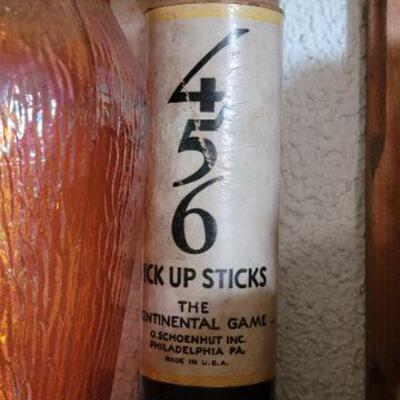 4
5
6
ICK UP STICKS
THE
ONTINENTAL GAME
O. SCHOENHUT INC.
PHILADELPHIA PA.
MADE IN U.S.A.